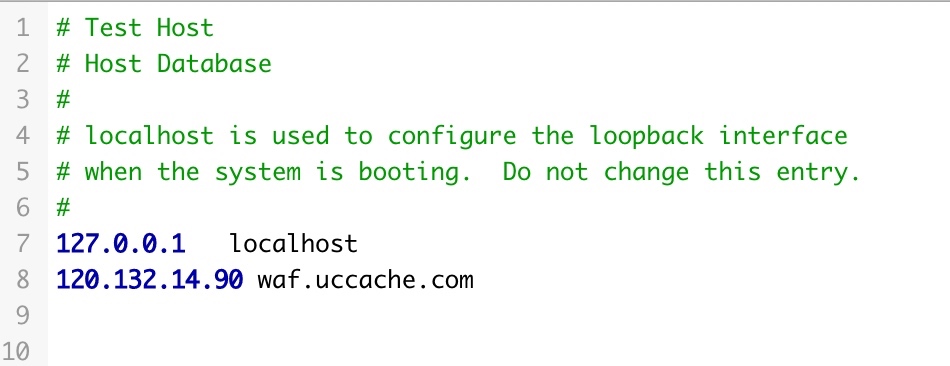 1 # Test Host
2 # Host Database
3 #
4 # localhost is used to configure the loopback interface
5 # when the system is booting.  Do not change this entry.
6 #
7 127.0.0.1   localhost
8 120.132.14.90 waf.uccache.com
9
10